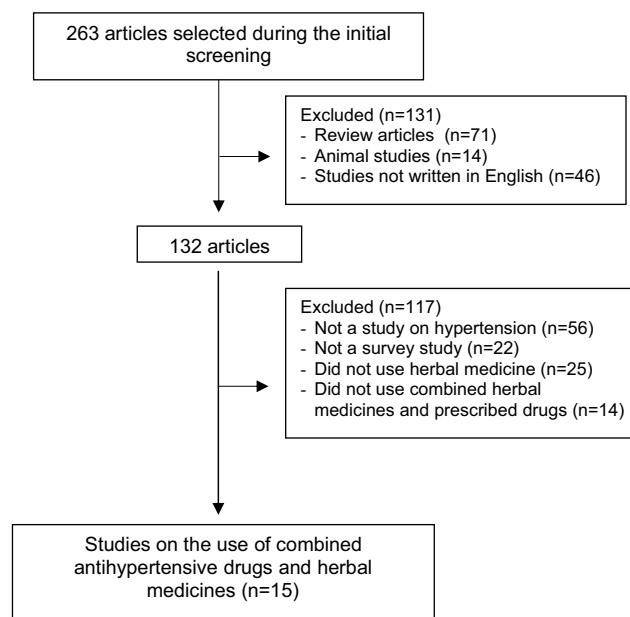 263 articles selected during the initial
screening
Excluded (n=131)
- Review articles (n=71)
- Animal studies (n=14)
- Studies not written in English (n=46)
132 articles
Excluded (n=117)
- Not a study on hypertension (n=56)
- Not a survey study (n=22)
- Did not use herbal medicine (n=25)
- Did not use combined herbal
medicines and prescribed drugs (n=14)
Studies on the use of combined
antihypertensive drugs and herbal
medicines (n=15)